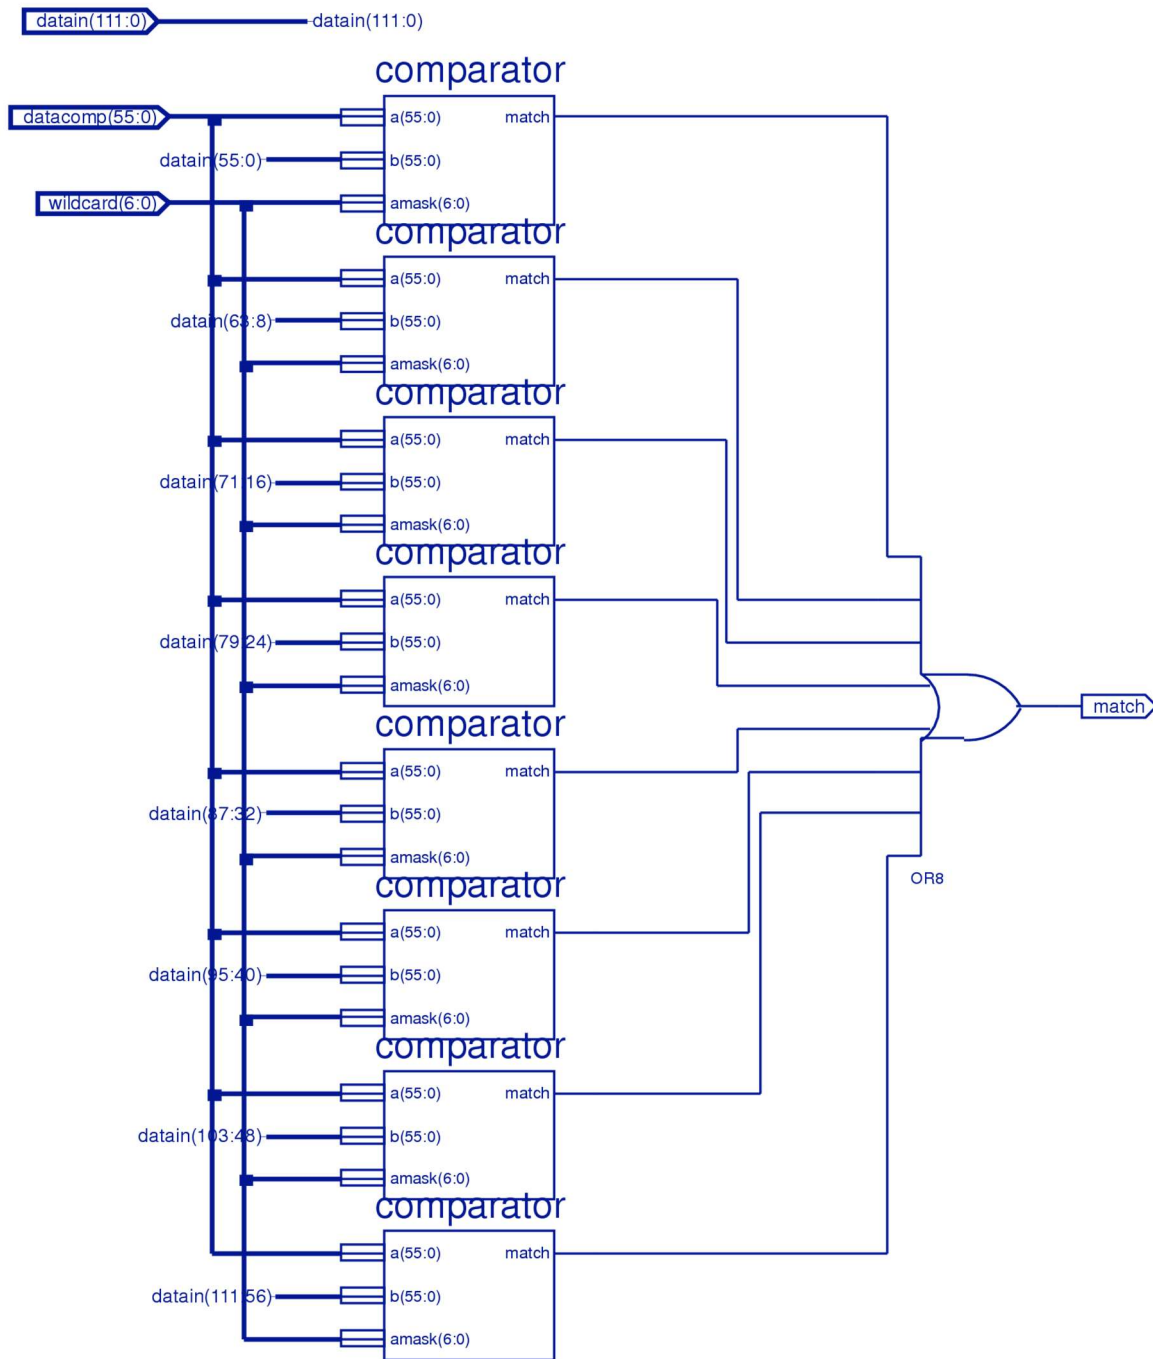 datain(111:0) datain(111:0)
comparator
datacomp(55:0) a(55:0) match
datain(55:0) b(55:0)
wildcard(6:0) amask(6:0)
comparator
a(55:0) match
datain(63:8) b(55:0)
amask(6:0)
comparator
a(55:0) match
datain(71:16) b(55:0)
amask(6:0)
comparator
a(55:0) match
datain(79:24) b(55:0)
amask(6:0)
match
comparator
a(55:0) match
datain(87:32) b(55:0)
amask(6:0)
OR8
comparator
a(55:0) match
datain(95:40) b(55:0)
amask(6:0)
comparator
a(55:0) match
datain(103:48) b(55:0)
amask(6:0)
comparator
a(55:0) match
datain(111:56) b(55:0)
amask(6:0)